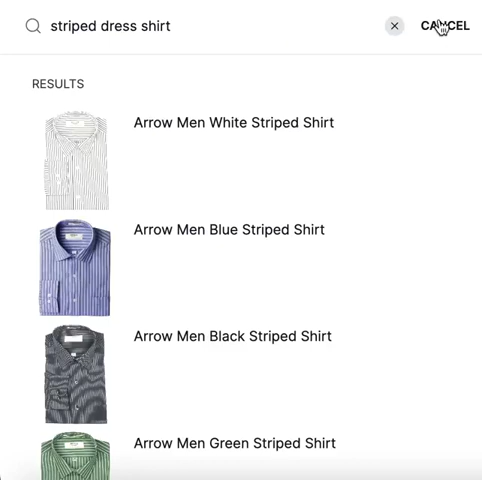 striped dress shirt
CANCEL
RESULTS
Arrow Men White Striped Shirt
Arrow Men Blue Striped Shirt
Arrow Men Black Striped Shirt
Arrow Men Green Striped Shirt